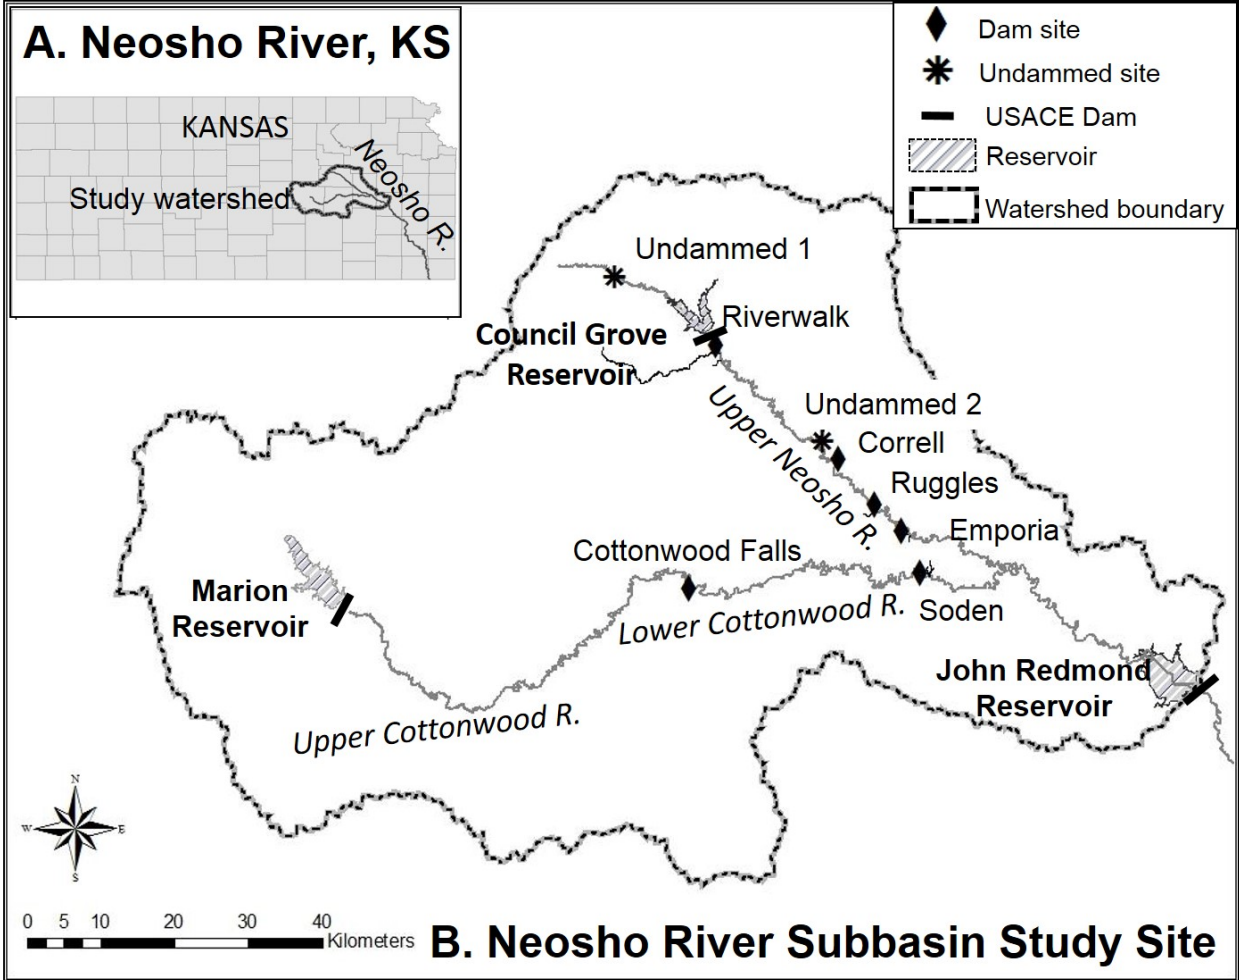 A. Neosho River, KS
KANSAS
Neosho R.
Study watershed
Dam site
Undammed site
USACE Dam
Reservoir
Watershed boundary
Undammed 1
Riverwalk
Council Grove
Reservoir
Undammed 2
Correll
Upper Neosho R.
Ruggles
Emporia
Cottonwood Falls
Marion
Reservoir
Lower Cottonwood R.
Soden
John Redmond
Reservoir
Upper Cottonwood R.
N
W
E
S
0 5 10 20 30 40
Kilometers
B. Neosho River Subbasin Study Site